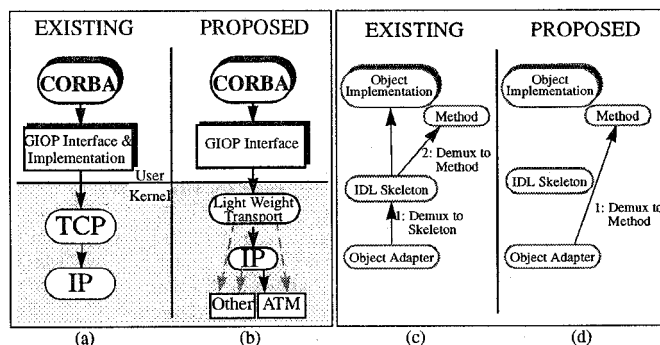 EXISTING
PROPOSED
CORBA
CORBA
GIOP Interface &
Implementation
GIOP Interface
User
Kernel
TCP
IP
Light Weight
Transport
IP
Other
ATM
(a)
(b)
EXISTING
PROPOSED
Object
Implementation
Method
2: Demux to
Method
IDL Skeleton
1: Demux to
Skeleton
Object Adapter
Object
Implementation
Method
IDL Skeleton
1: Demux to
Method
Object Adapter
(c)
(d)